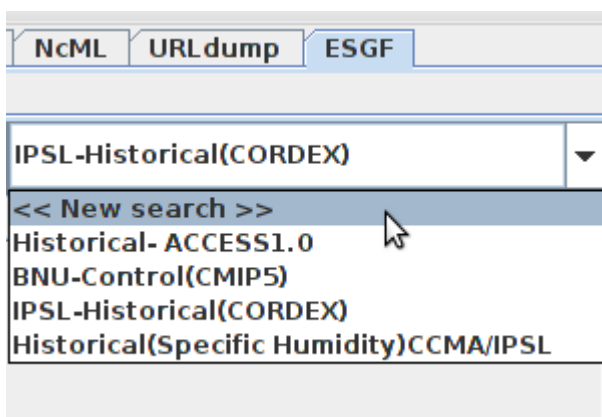 NcML URLdump ESGF
IPSL-Historical(CORDEX)
<< New search >>
Historical- ACCESS1.0
BNU-Control(CMIP5)
IPSL-Historical(CORDEX)
Historical(Specific Humidity)CCMA/IPSL